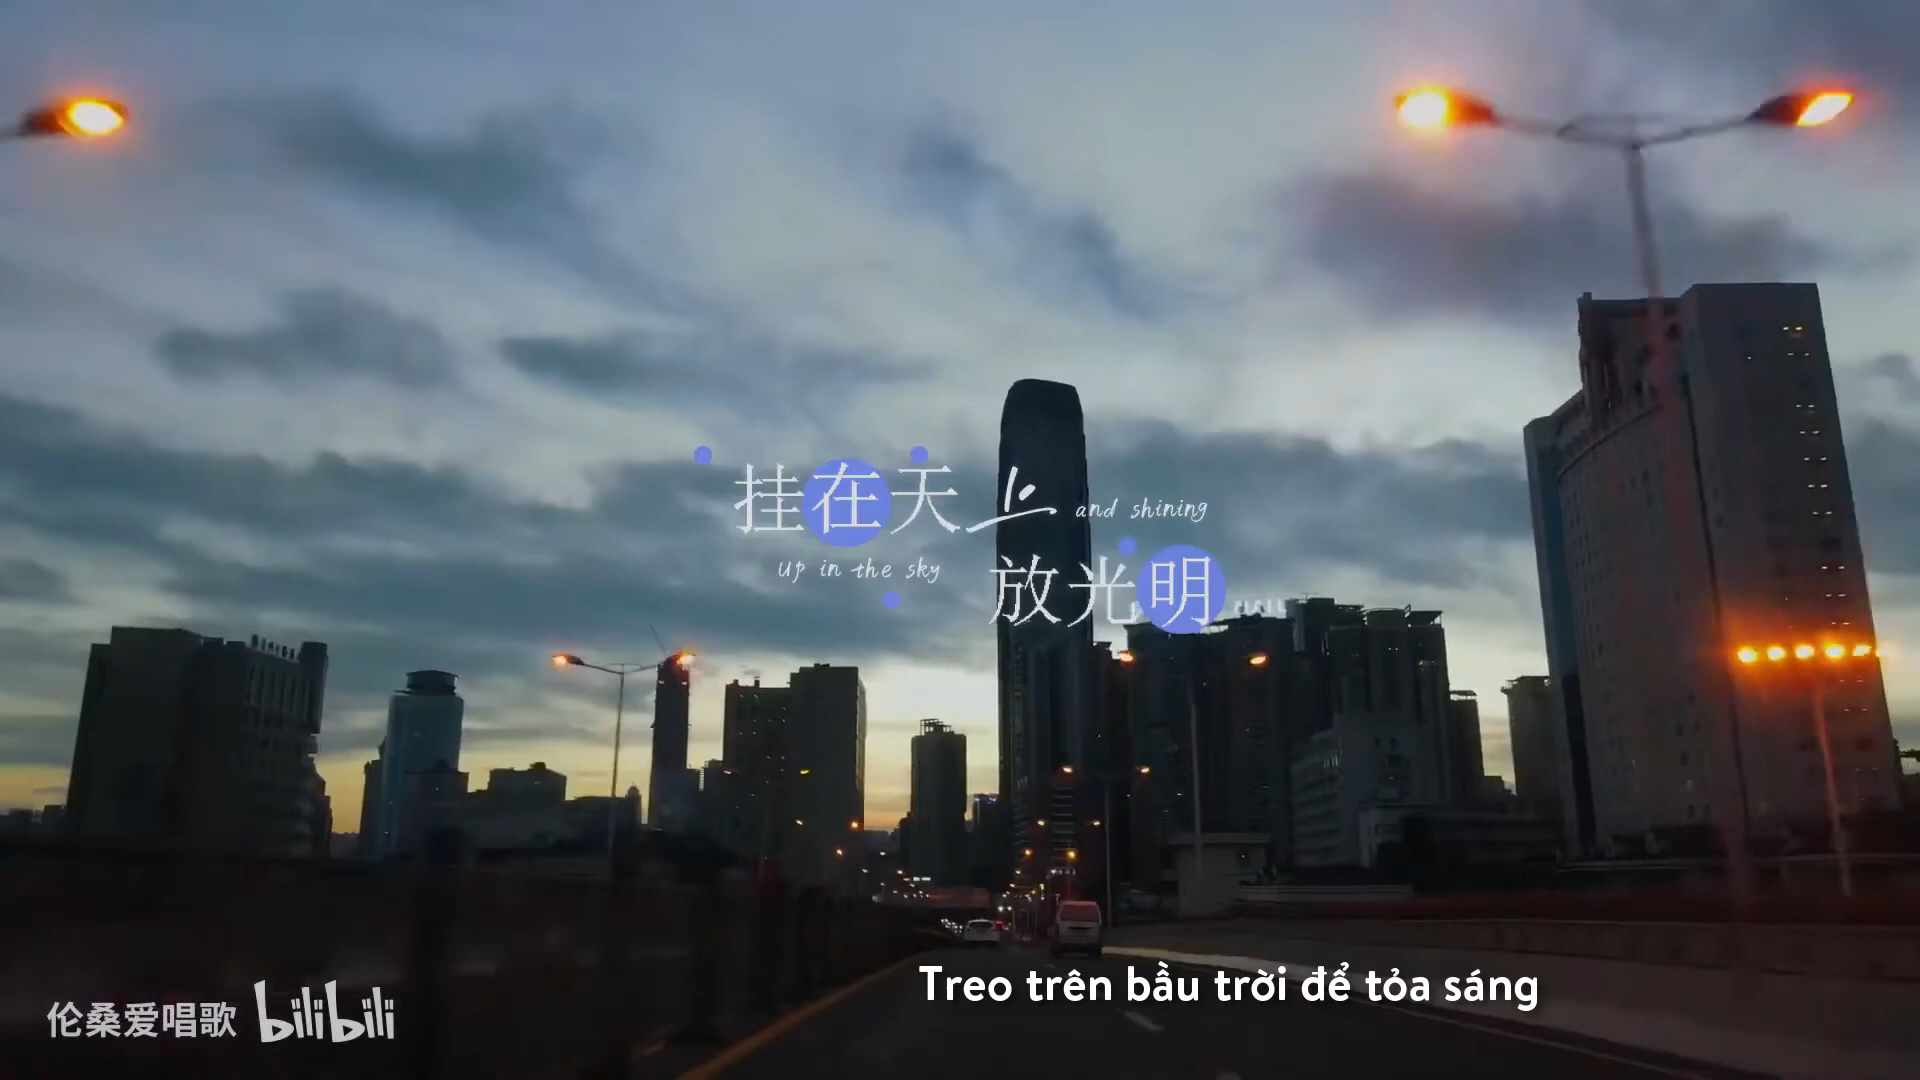 挂在天上 and shining
up in the sky 放光明
Treo trên bầu trời để tỏa sáng
伦桑爱唱歌 bilibili